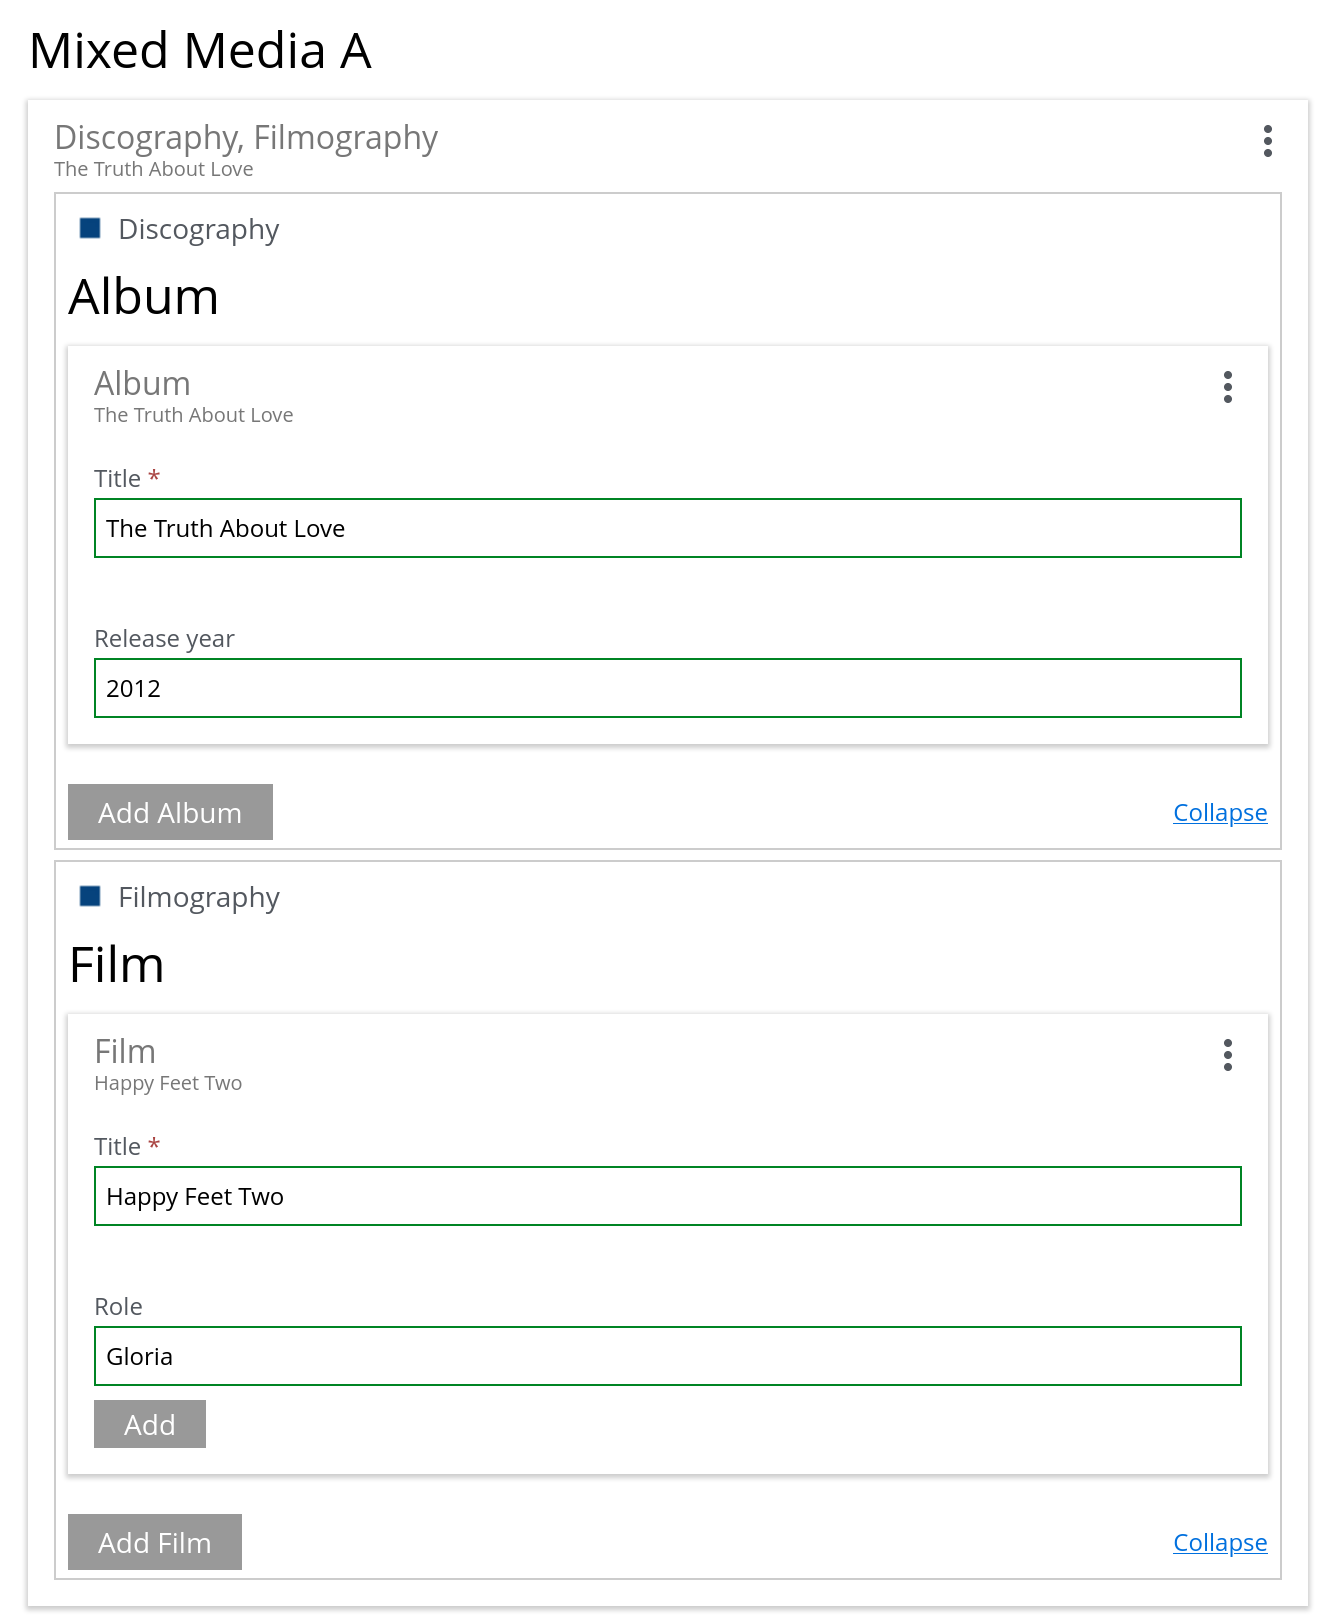 Mixed Media A
Discography, Filmography
The Truth About Love
Discography
Album
Album
The Truth About Love
Title *
The Truth About Love
Release year
2012
Add Album
Collapse
Filmography
Film
Film
Happy Feet Two
Title *
Happy Feet Two
Role
Gloria
Add
Add Film
Collapse